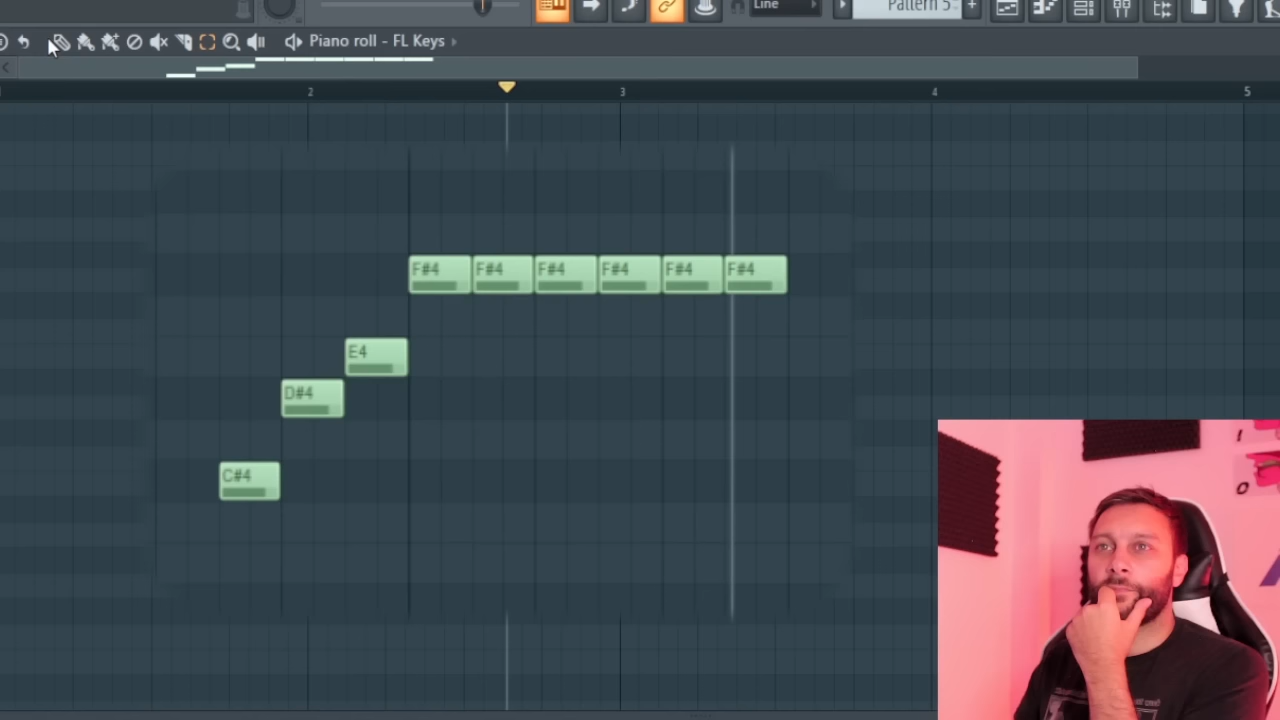 Line
Pattern 5
+
Piano roll - FL Keys
2
3
4
5
F#4 F#4 F#4 F#4 F#4 F#4
E4
D#4
C#4